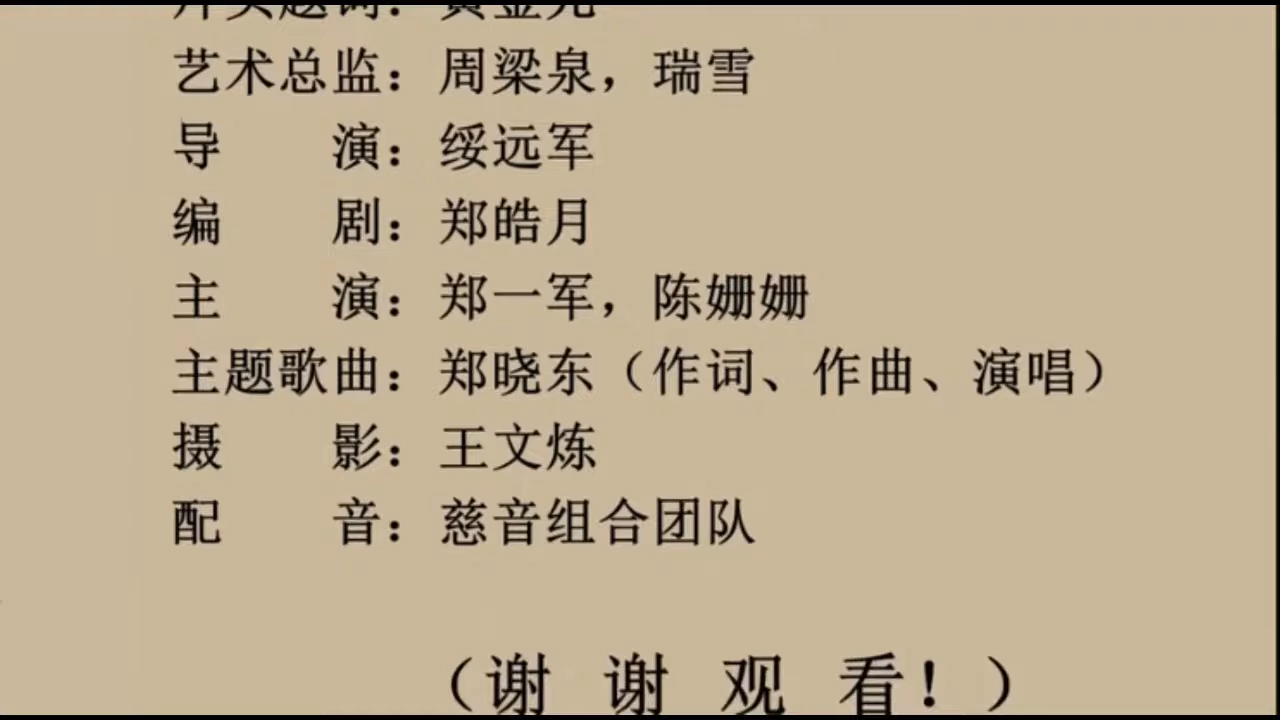 艺术总监：周梁泉，瑞雪
导　　演：绥远军
编　　剧：郑皓月
主　　演：郑一军，陈姗姗
主题歌曲：郑晓东（作词、作曲、演唱）
摄　　影：王文炼
配　　音：慈音组合团队
（谢 谢 观 看！）